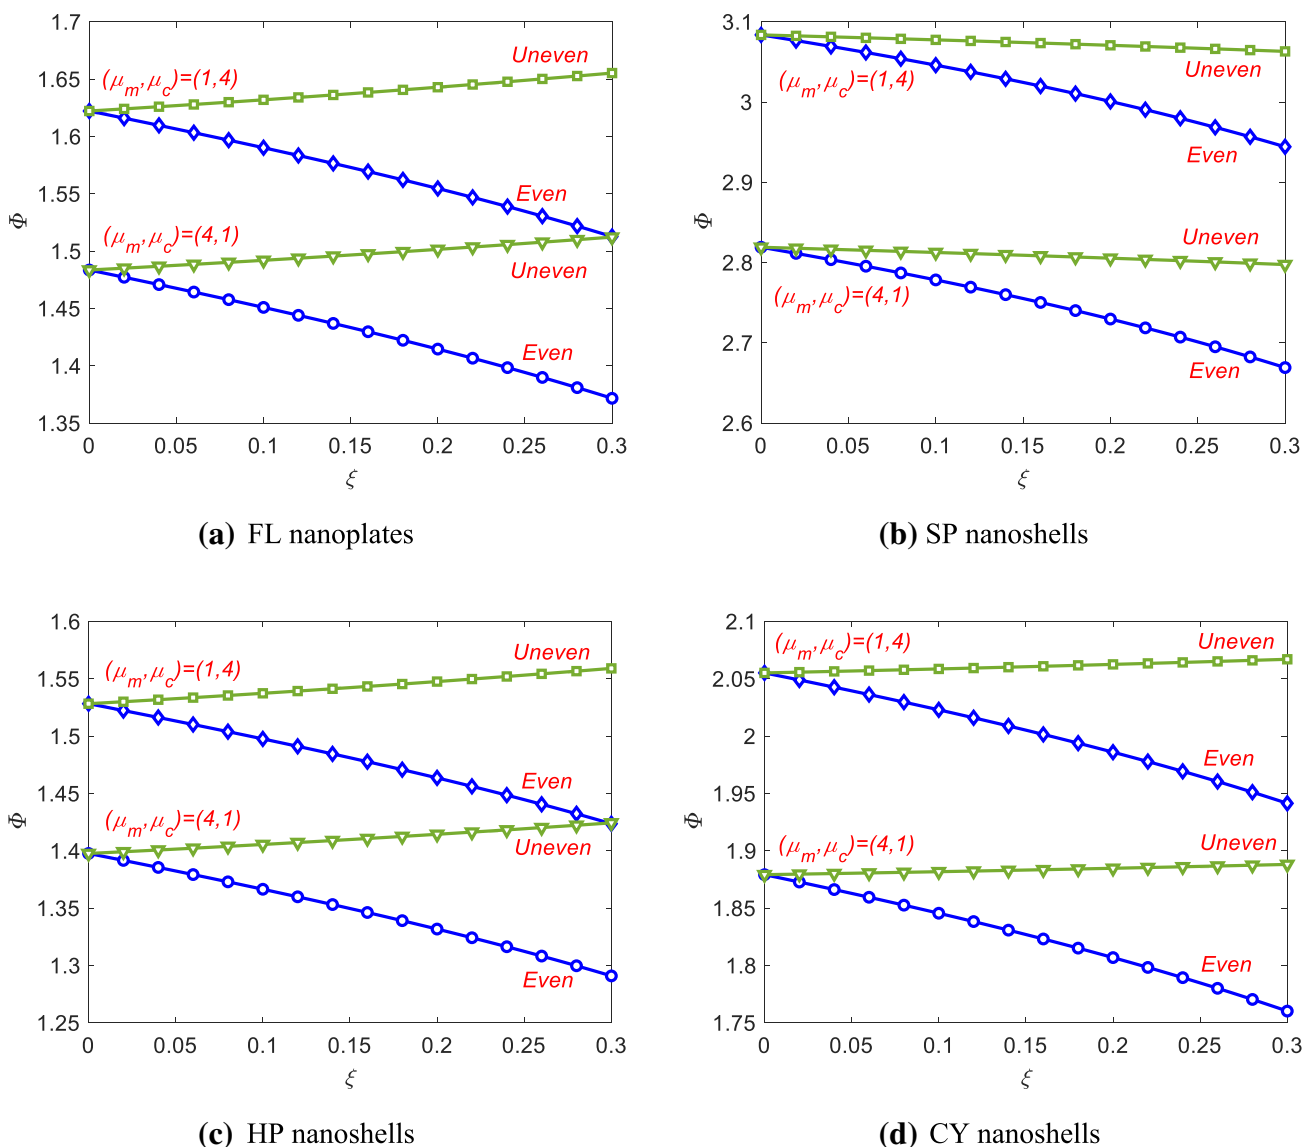 1.7
1.65
1.6
1.55
1.5
1.45
1.4
1.35
Φ
(μm,μc)=(1,4)
Uneven
Even
(μm,μc)=(4,1)
Uneven
Even
0 0.05 0.1 0.15 0.2 0.25 0.3
ξ
(a) FL nanoplates
3.1
3
2.9
2.8
2.7
2.6
Φ
(μm,μc)=(1,4)
Uneven
Even
Uneven
(μm,μc)=(4,1)
Even
0 0.05 0.1 0.15 0.2 0.25 0.3
ξ
(b) SP nanoshells
1.6
1.55
1.5
1.45
1.4
1.35
1.3
1.25
Φ
(μm,μc)=(1,4)
Uneven
Even
(μm,μc)=(4,1)
Uneven
Even
0 0.05 0.1 0.15 0.2 0.25 0.3
ξ
(c) HP nanoshells
2.1
2.05
2
1.95
1.9
1.85
1.8
1.75
Φ
(μm,μc)=(1,4)
Uneven
Even
(μm,μc)=(4,1)
Uneven
Even
0 0.05 0.1 0.15 0.2 0.25 0.3
ξ
(d) CY nanoshells